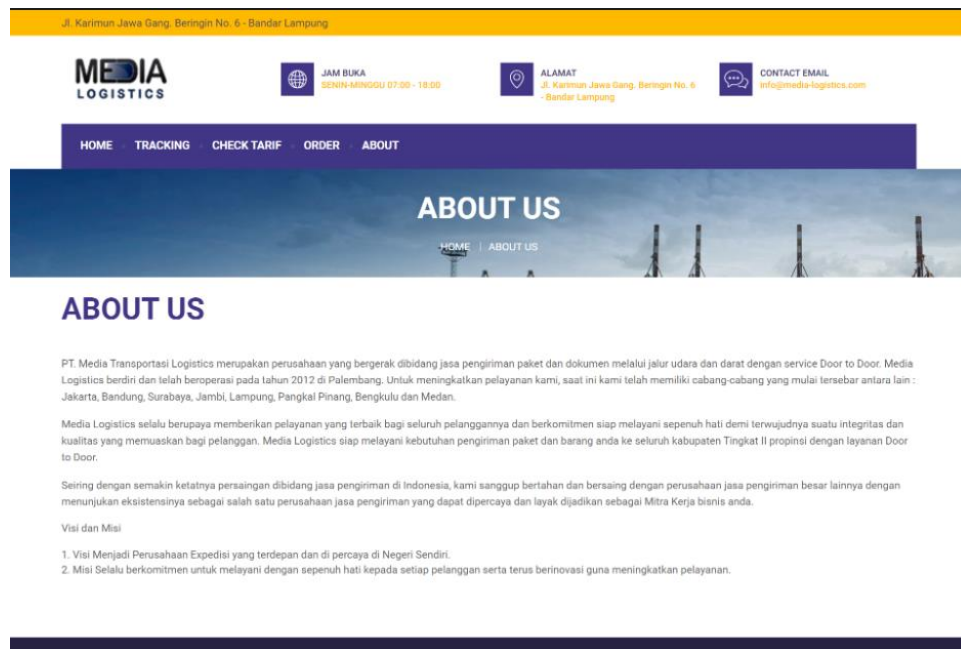 Jl. Karimun Jawa Gang. Beringin No. 6 - Bandar Lampung
MEDIA
LOGISTICS
JAM BUKA
SENIN-MINGGU 07:00 - 18:00
ALAMAT
Jl. Karimun Jawa Gang. Beringin No. 6
- Bandar Lampung
CONTACT EMAIL
info@media-logistics.com
HOME TRACKING CHECK TARIF ORDER ABOUT
ABOUT US
HOME | ABOUT US
ABOUT US
PT. Media Transportasi Logistics merupakan perusahaan yang bergerak dibidang jasa pengiriman paket dan dokumen melalui jalur udara dan darat dengan service Door to Door. Media
Logistics berdiri dan telah beroperasi pada tahun 2012 di Palembang. Untuk meningkatkan pelayanan kami, saat ini kami telah memiliki cabang-cabang yang mulai tersebar antara lain :
Jakarta, Bandung, Surabaya, Jambi, Lampung, Pangkal Pinang, Bengkulu dan Medan.
Media Logistics selalu berupaya memberikan pelayanan yang terbaik bagi seluruh pelanggannya dan berkomitmen siap melayani sepenuh hati demi terwujudnya suatu integritas dan
kualitas yang memuaskan bagi pelanggan. Media Logistics siap melayani kebutuhan pengiriman paket dan barang anda ke seluruh kabupaten Tingkat II propinsi dengan layanan Door
to Door.
Seiring dengan semakin ketatnya persaingan dibidang jasa pengiriman di Indonesia, kami sanggup bertahan dan bersaing dengan perusahaan jasa pengiriman besar lainnya dengan
menunjukan eksistensinya sebagai salah satu perusahaan jasa pengiriman yang dapat dipercaya dan layak dijadikan sebagai Mitra Kerja bisnis anda.
Visi dan Misi
1. Visi Menjadi Perusahaan Expedisi yang terdepan dan di percaya di Negeri Sendiri.
2. Misi Selalu berkomitmen untuk melayani dengan sepenuh hati kepada setiap pelanggan serta terus berinovasi guna meningkatkan pelayanan.